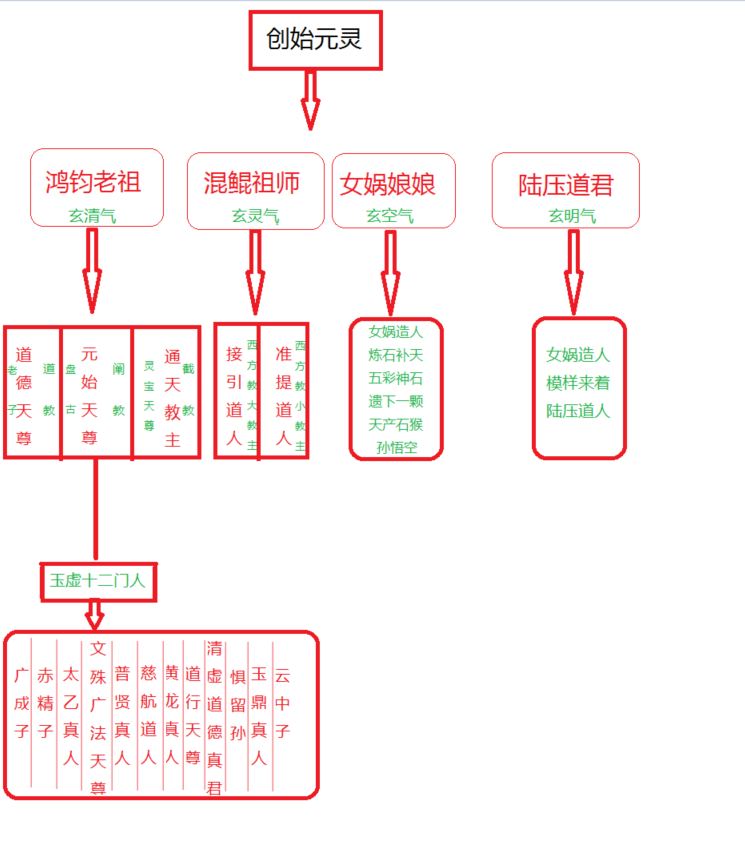 创始元灵
鸿钧老祖
玄清气
混鲲祖师
玄灵气
女娲娘娘
玄空气
陆压道君
玄明气
道德天尊
老子
道教
元始天尊
盘古
阐教
通天教主
灵宝天尊
截教
接引道人
西方教大教主
准提道人
西方教小教主
女娲造人
炼石补天
五彩神石
遗下一颗
天产石猴
孙悟空
女娲造人
模样来着
陆压道人
玉虚十二门人
广成子
赤精子
太乙真人
文殊广法天尊
普贤真人
慈航道人
黄龙真人
道行天尊
清虚道德真君
惧留孙
玉鼎真人
云中子